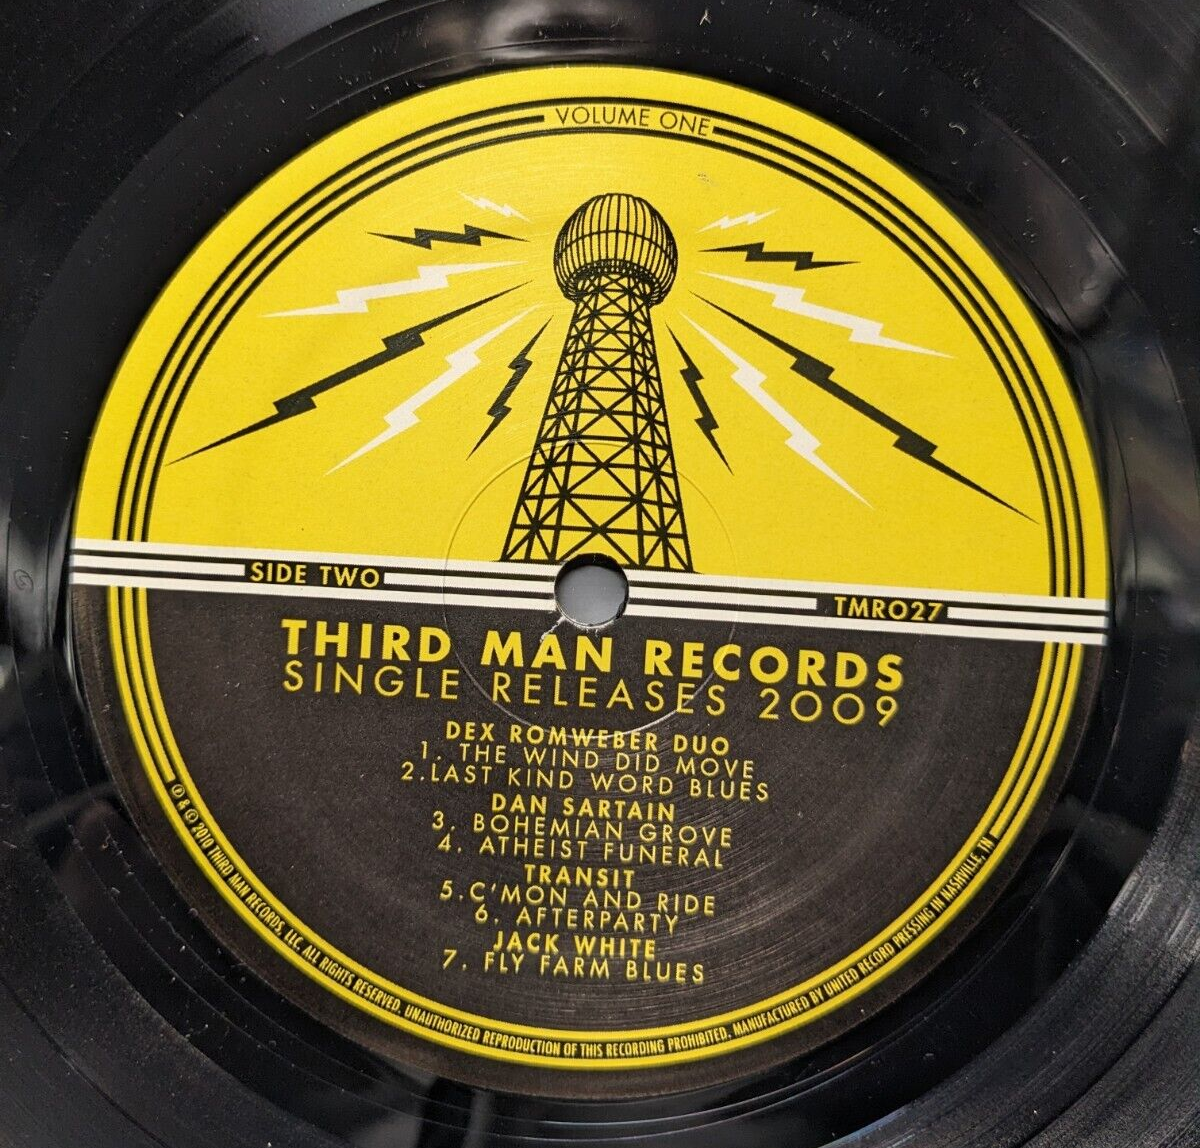 VOLUME ONE
SIDE TWO
TMR027
THIRD MAN RECORDS
SINGLE RELEASES 2009
DEX ROMWEBER DUO
1. THE WIND DID MOVE
2.LAST KIND WORD BLUES
DAN SARTAIN
3. BOHEMIAN GROVE
4. ATHEIST FUNERAL
TRANSIT
5.C'MON AND RIDE
6. AFTERPARTY
JACK WHITE
7. FLY FARM BLUES
℗ & © 2010 THIRD MAN RECORDS, LLC. ALL RIGHTS RESERVED. UNAUTHORIZED REPRODUCTION OF THIS RECORDING PROHIBITED. MANUFACTURED BY UNITED RECORD PRESSING IN NASHVILLE, TN